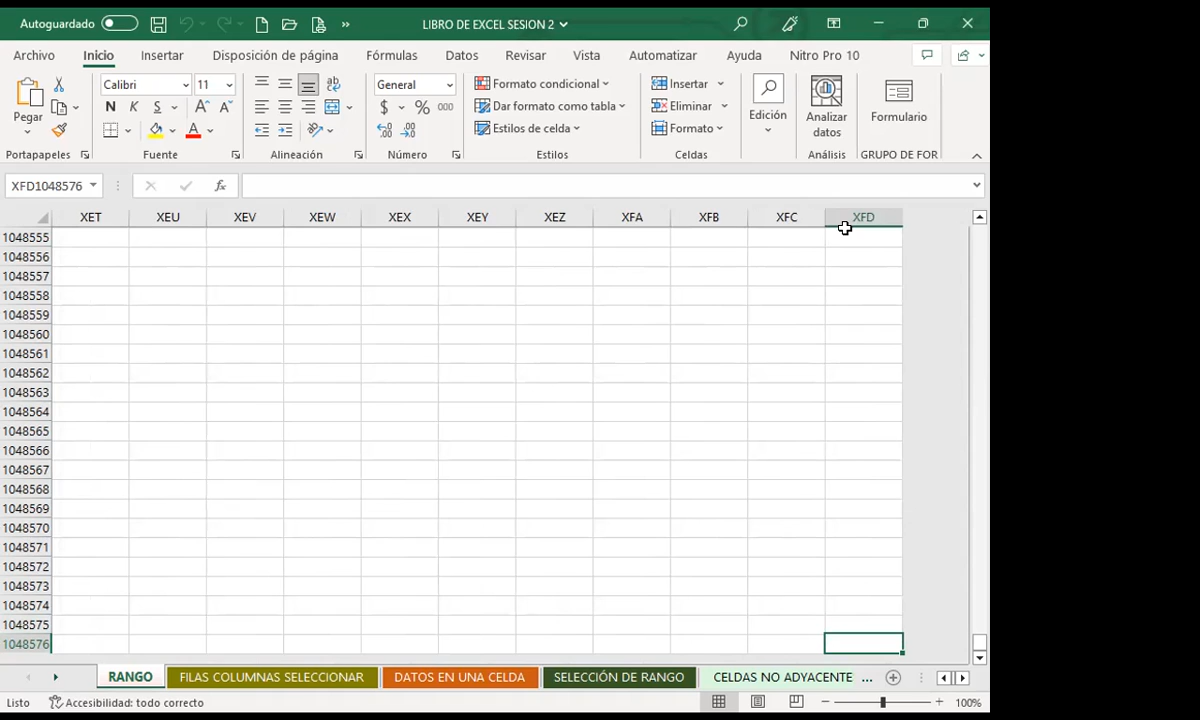 Autoguardado
LIBRO DE EXCEL SESION 2
Archivo Inicio Insertar Disposición de página Fórmulas Datos Revisar Vista Automatizar Ayuda Nitro Pro 10
Pegar
Portapapeles
Calibri 11
N K S A A
A
Fuente
ab
Alineación
General
$ % 000
Número
Formato condicional
Dar formato como tabla
Estilos de celda
Estilos
Insertar
Eliminar
Formato
Celdas
Edición
Analizar
datos
Análisis
Formulario
GRUPO DE FOR
XFD1048576 fx
XET XEU XEV XEW XEX XEY XEZ XFA XFB XFC XFD
1048555
1048556
1048557
1048558
1048559
1048560
1048561
1048562
1048563
1048564
1048565
1048566
1048567
1048568
1048569
1048570
1048571
1048572
1048573
1048574
1048575
1048576
RANGO FILAS COLUMNAS SELECCIONAR DATOS EN UNA CELDA SELECCIÓN DE RANGO CELDAS NO ADYACENTE ...
Listo Accesibilidad: todo correcto 100%